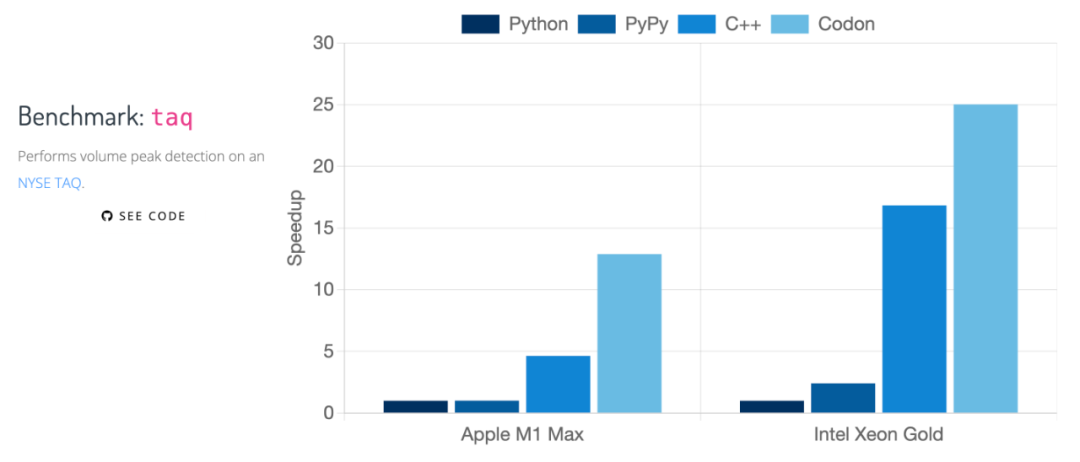 Benchmark: taq
Performs volume peak detection on an
NYSE TAQ.
SEE CODE
Python PyPy C++ Codon
Speedup
30
25
20
15
10
5
0
Apple M1 Max Intel Xeon Gold